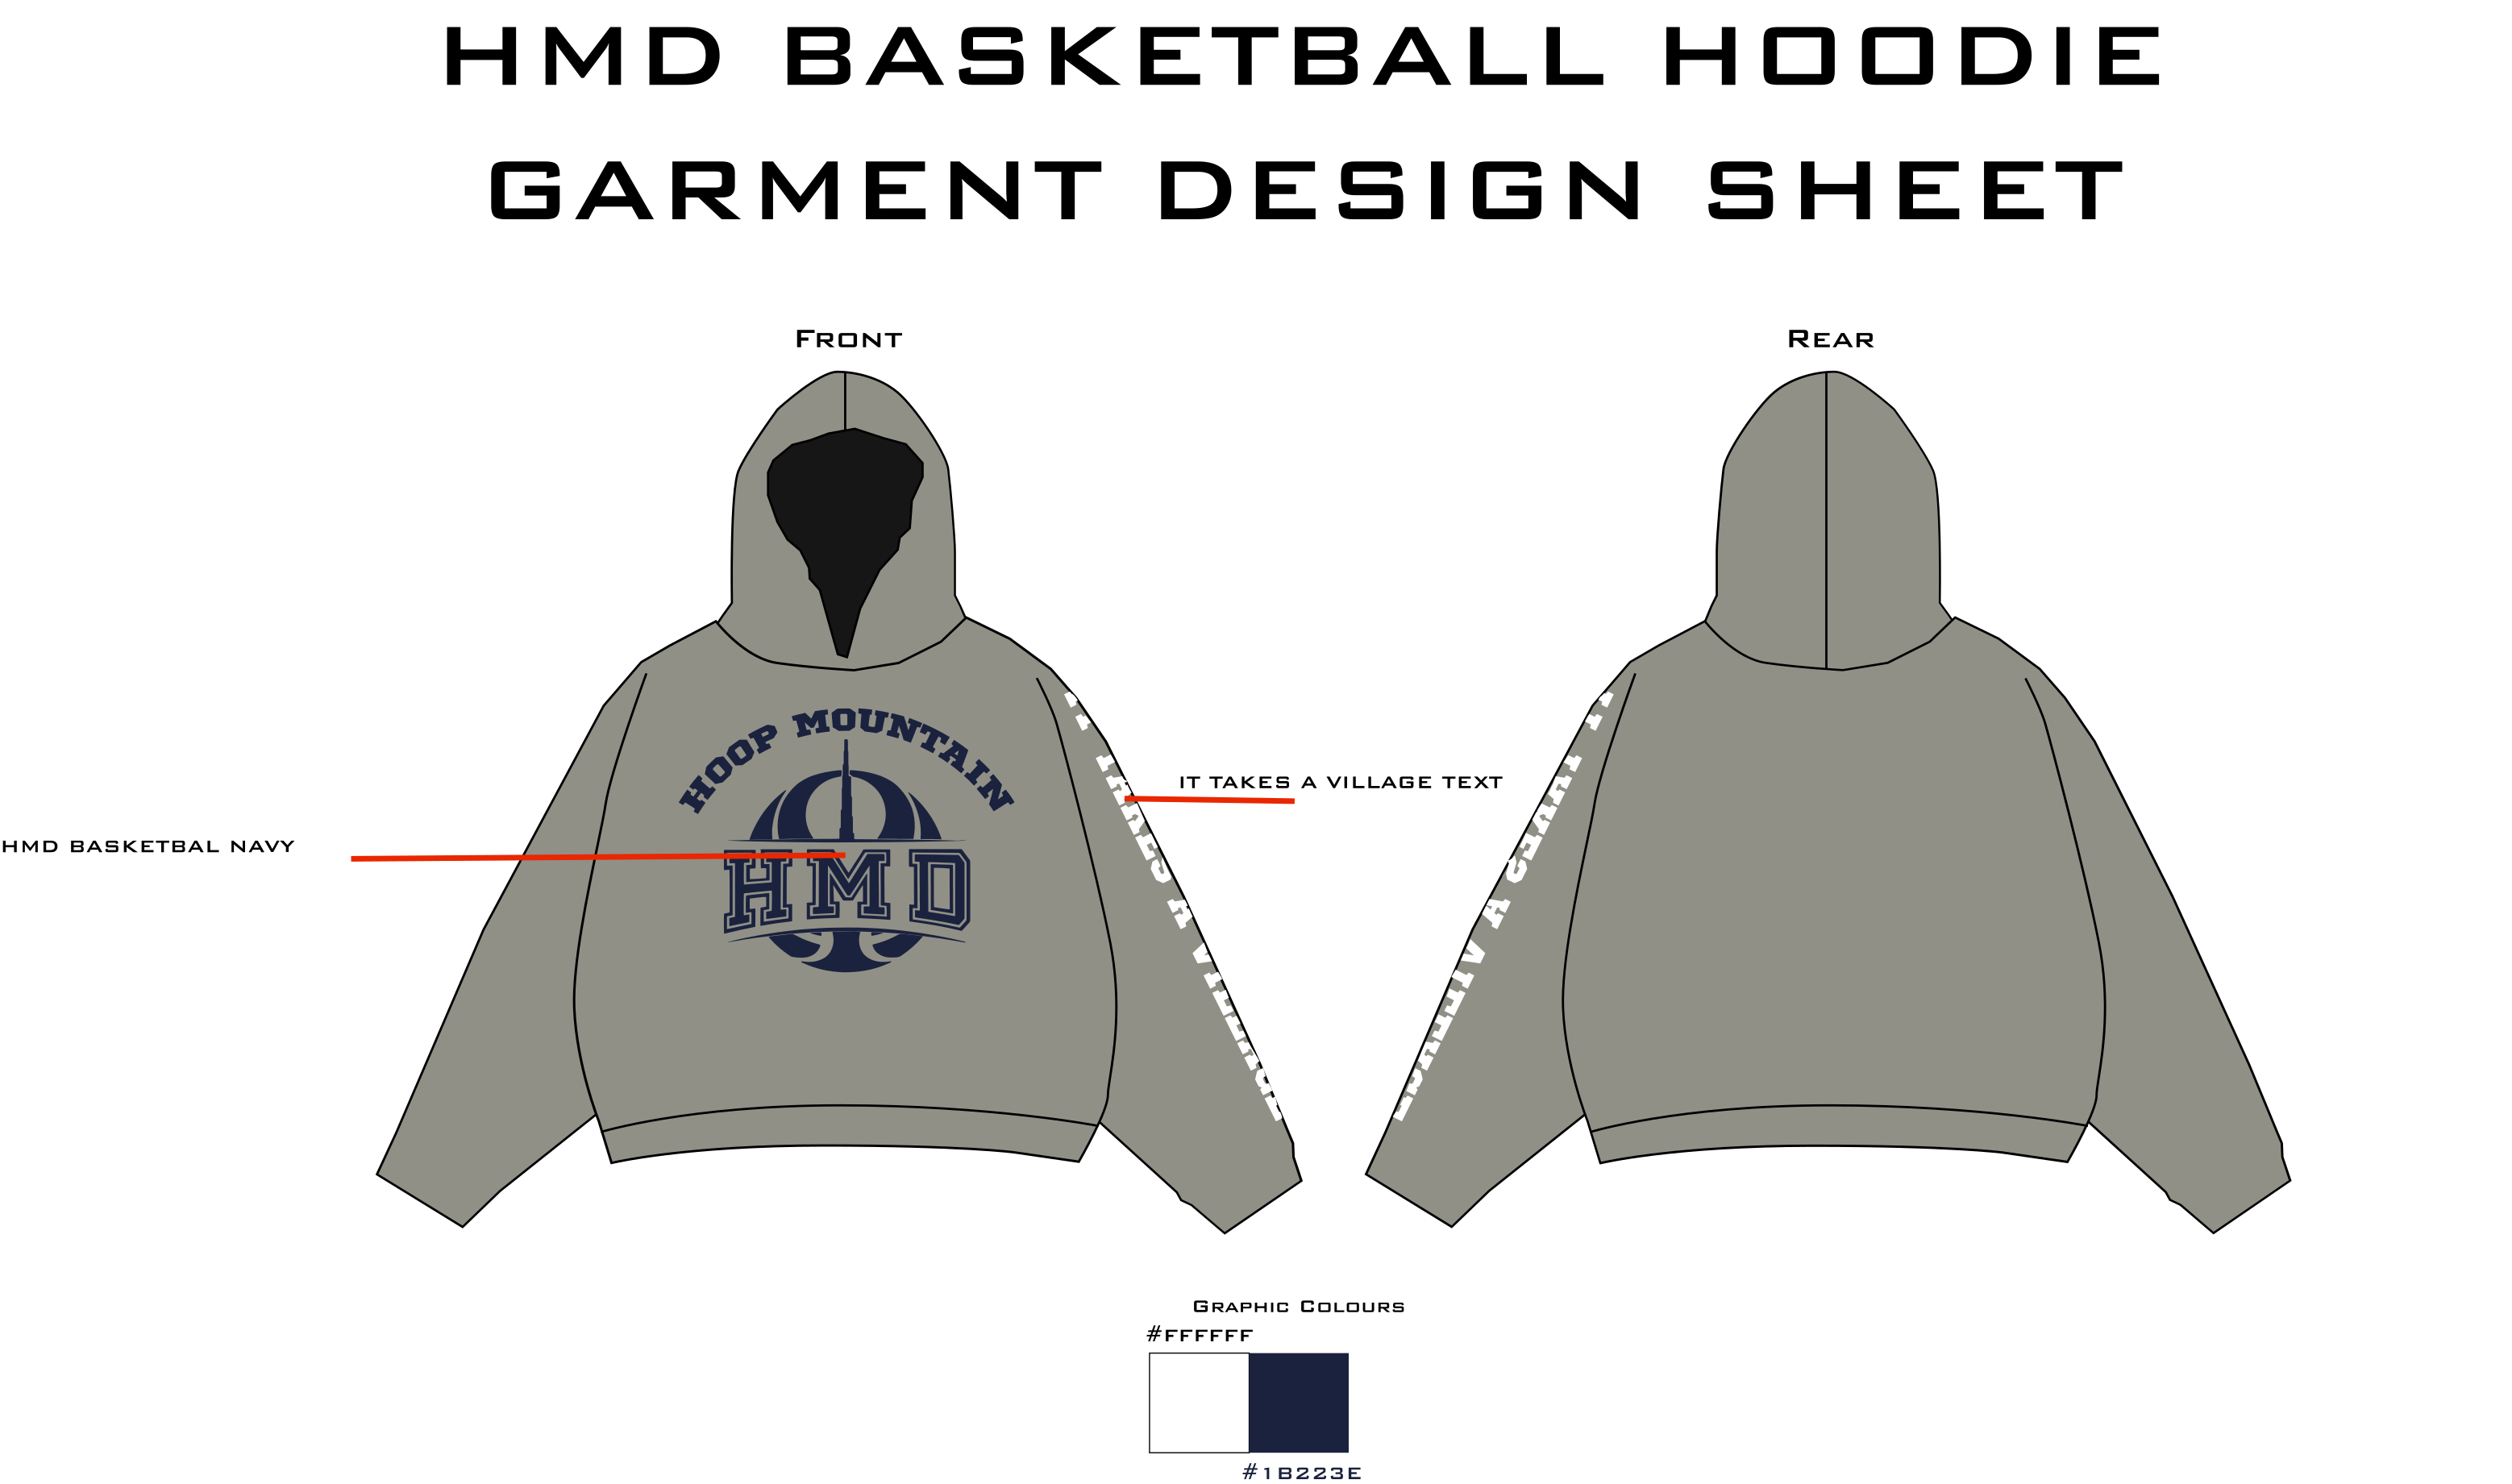 HMD BASKETBALL HOODIE
GARMENT DESIGN SHEET
FRONT
REAR
HOOP MOUNTAIN
HMD
IT TAKES A VILLAGE TEXT
HMD BASKETBAL NAVY
GRAPHIC COLOURS
#FFFFFF
#1B223E